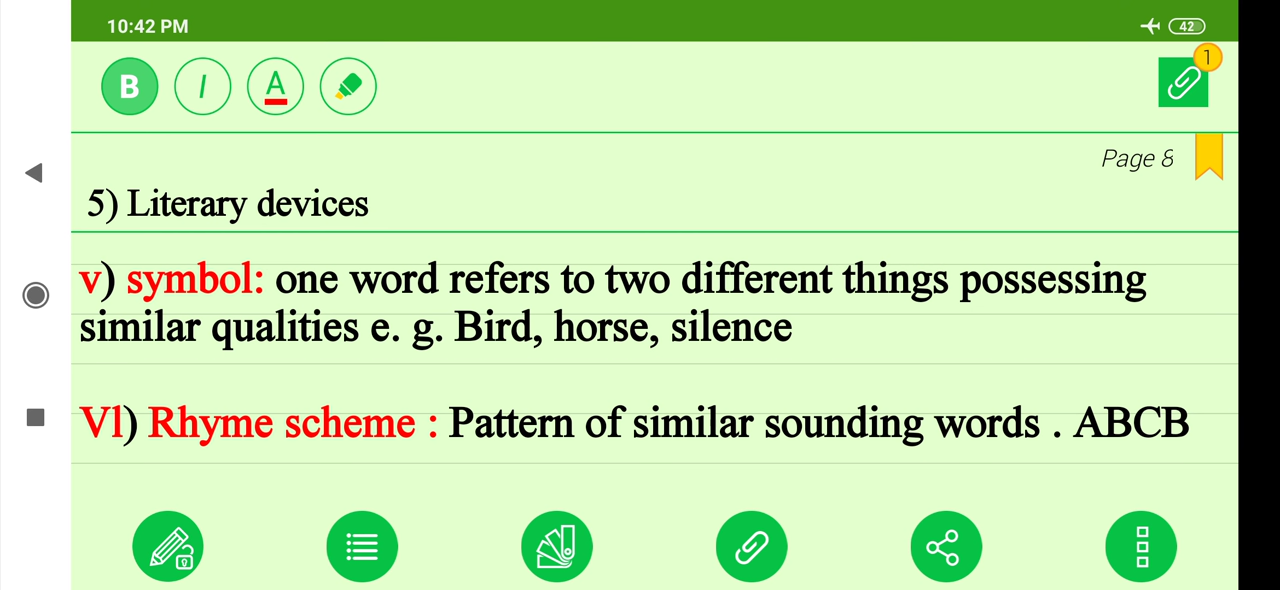 10:42 PM
42
B I A
1
Page 8
5) Literary devices
v) symbol: one word refers to two different things possessing
similar qualities e. g. Bird, horse, silence
Vl) Rhyme scheme : Pattern of similar sounding words . ABCB